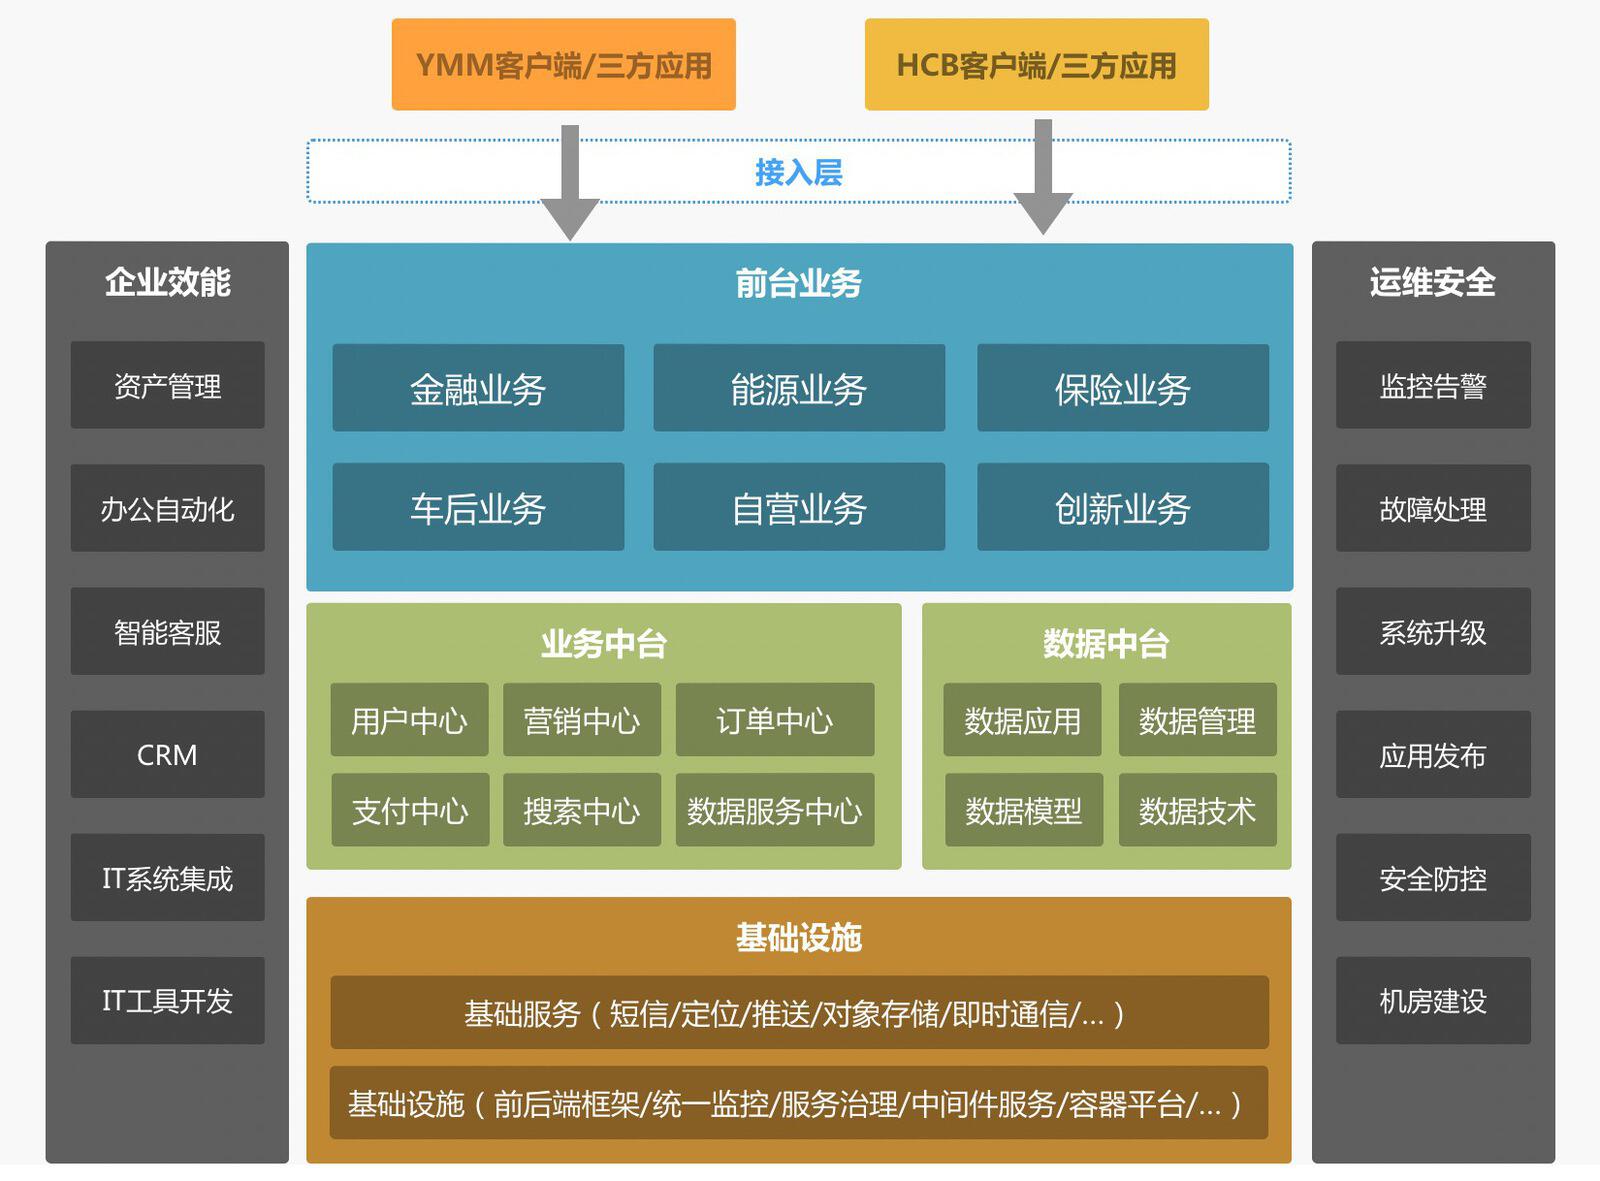 YMM客户端/三方应用
HCB客户端/三方应用
接入层
企业效能
资产管理
办公自动化
智能客服
CRM
IT系统集成
IT工具开发
前台业务
金融业务
能源业务
保险业务
车后业务
自营业务
创新业务
业务中台
用户中心
营销中心
订单中心
支付中心
搜索中心
数据服务中心
数据中台
数据应用
数据管理
数据模型
数据技术
基础设施
基础服务（短信/定位/推送/对象存储/即时通信/...）
基础设施（前后端框架/统一监控/服务治理/中间件服务/容器平台/...）
运维安全
监控告警
故障处理
系统升级
应用发布
安全防控
机房建设